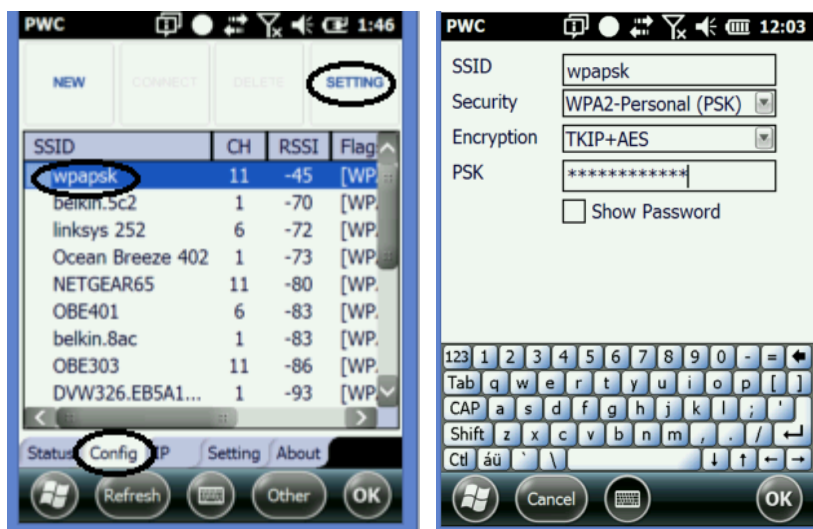 PWC 1:46
NEW CONNECT DELETE SETTING
SSID CH RSSI Flag
wpapsk 11 -45 [WP
belkin.5c2 1 -70 [WP
linksys 252 6 -72 [WP
Ocean Breeze 402 1 -73 [WP
NETGEAR65 11 -80 [WP
OBE401 6 -83 [WP
belkin.8ac 1 -83 [WP
OBE303 11 -86 [WP
DVW326.EB5A1... 1 -93 [WP
Status Config IP Setting About
Refresh Other OK
PWC 12:03
SSID wpapsk
Security WPA2-Personal (PSK)
Encryption TKIP+AES
PSK ************
Show Password
123 1 2 3 4 5 6 7 8 9 0 - =
Tab q w e r t y u i o p [ ]
CAP a s d f g h j k l ; '
Shift z x c v b n m , . /
Ctl áü ` \
Cancel OK